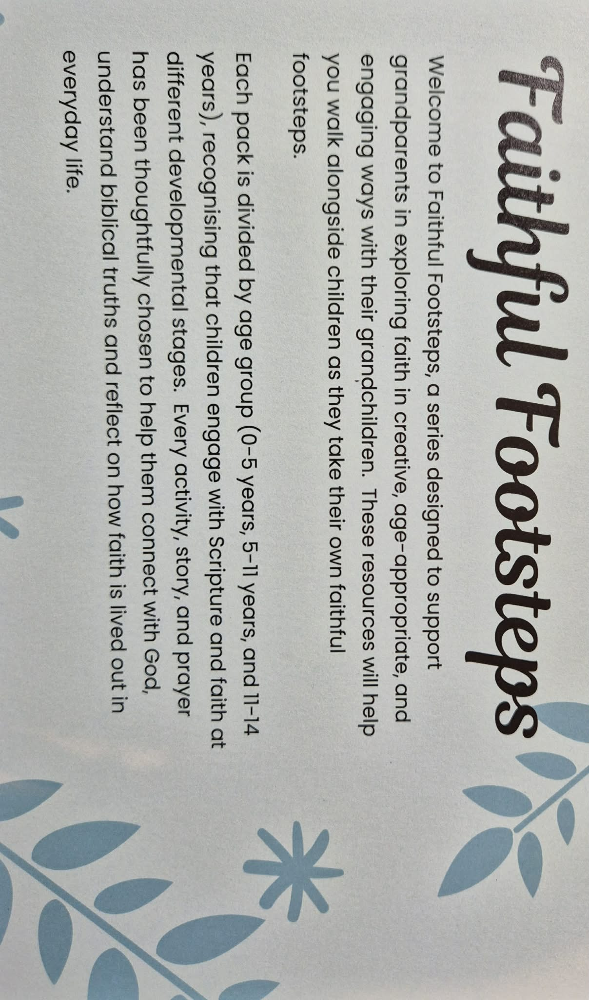 Faithful Footsteps
Welcome to Faithful Footsteps, a series designed to support
grandparents in exploring faith in creative, age-appropriate, and
engaging ways with their grandchildren. These resources will help
you walk alongside children as they take their own faithful
footsteps.
Each pack is divided by age group (0-5 years, 5-11 years, and 11-14
years), recognising that children engage with Scripture and faith at
different developmental stages. Every activity, story, and prayer
has been thoughtfully chosen to help them connect with God,
understand biblical truths and reflect on how faith is lived out in
everyday life.